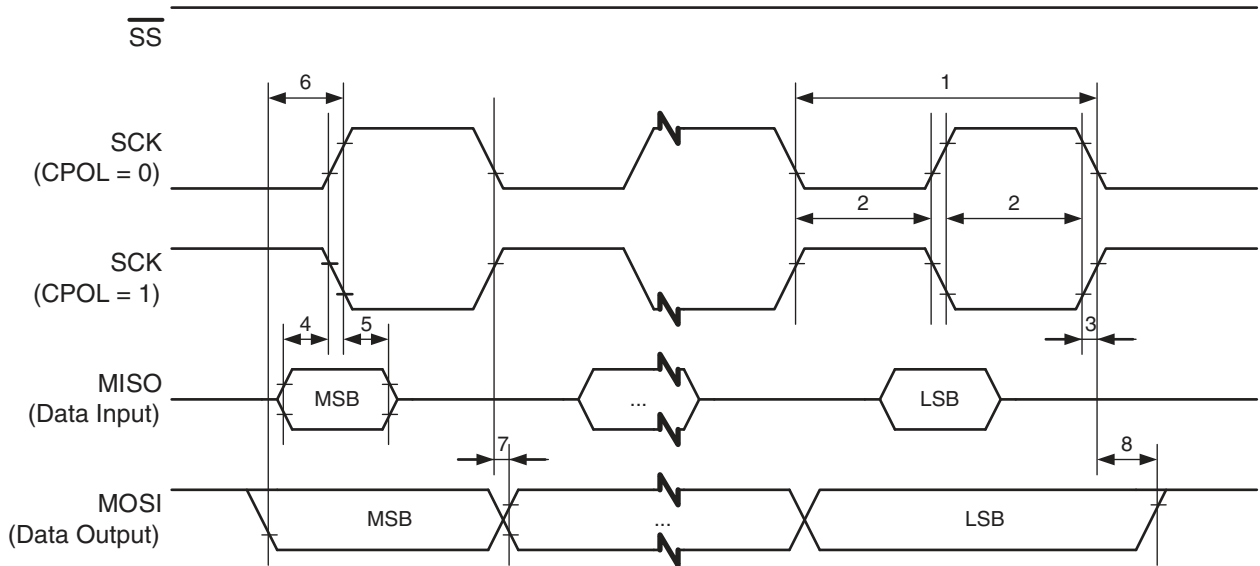 SS
6
1
SCK
(CPOL = 0)
2
2
SCK
(CPOL = 1)
4
5
3
MISO
(Data Input)
MSB
...
LSB
7
8
MOSI
(Data Output)
MSB
...
LSB